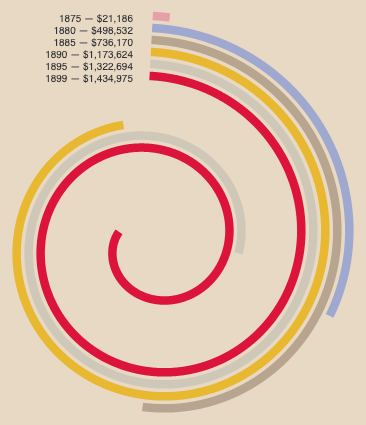 1875 — $21,186
1880 — $498,532
1885 — $736,170
1890 — $1,173,624
1895 — $1,322,694
1899 — $1,434,975